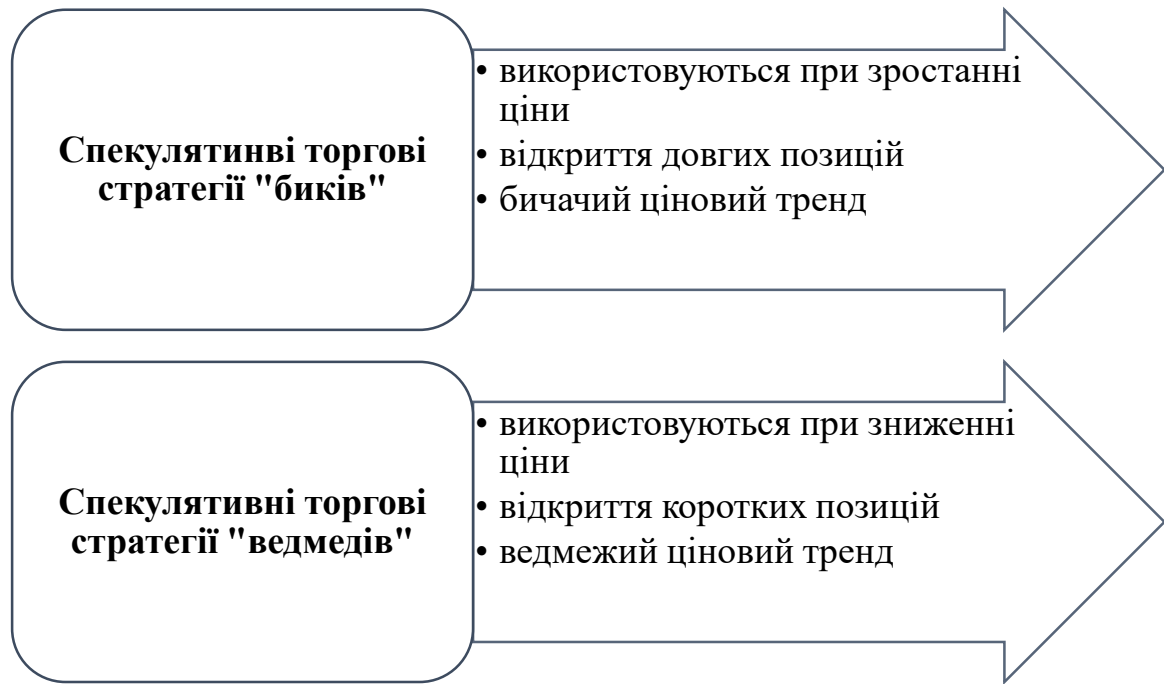 Спекулятинві торгові
стратегії "биків"
• використовуються при зростанні
ціни
• відкриття довгих позицій
• бичачий ціновий тренд
Спекулятивні торгові
стратегії "ведмедів"
• використовуються при зниженні
ціни
• відкриття коротких позицій
• ведмежий ціновий тренд